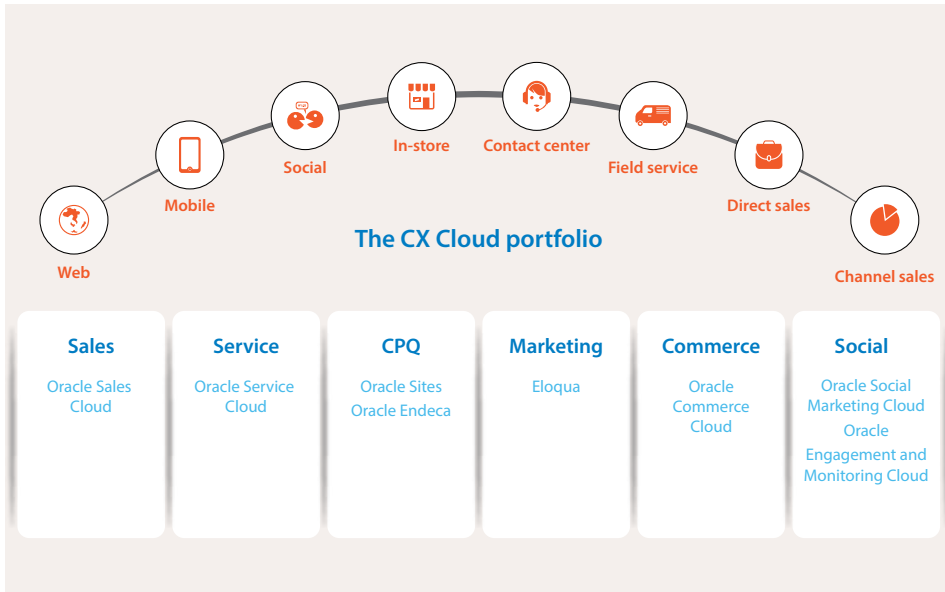 In-store
Contact center
Social
Field service
Mobile
Direct sales
The CX Cloud portfolio
Web
Channel sales
Sales
Oracle Sales
Cloud
Service
Oracle Service
Cloud
CPQ
Oracle Sites
Oracle Endeca
Marketing
Eloqua
Commerce
Oracle
Commerce
Cloud
Social
Oracle Social
Marketing Cloud
Oracle
Engagement and
Monitoring Cloud